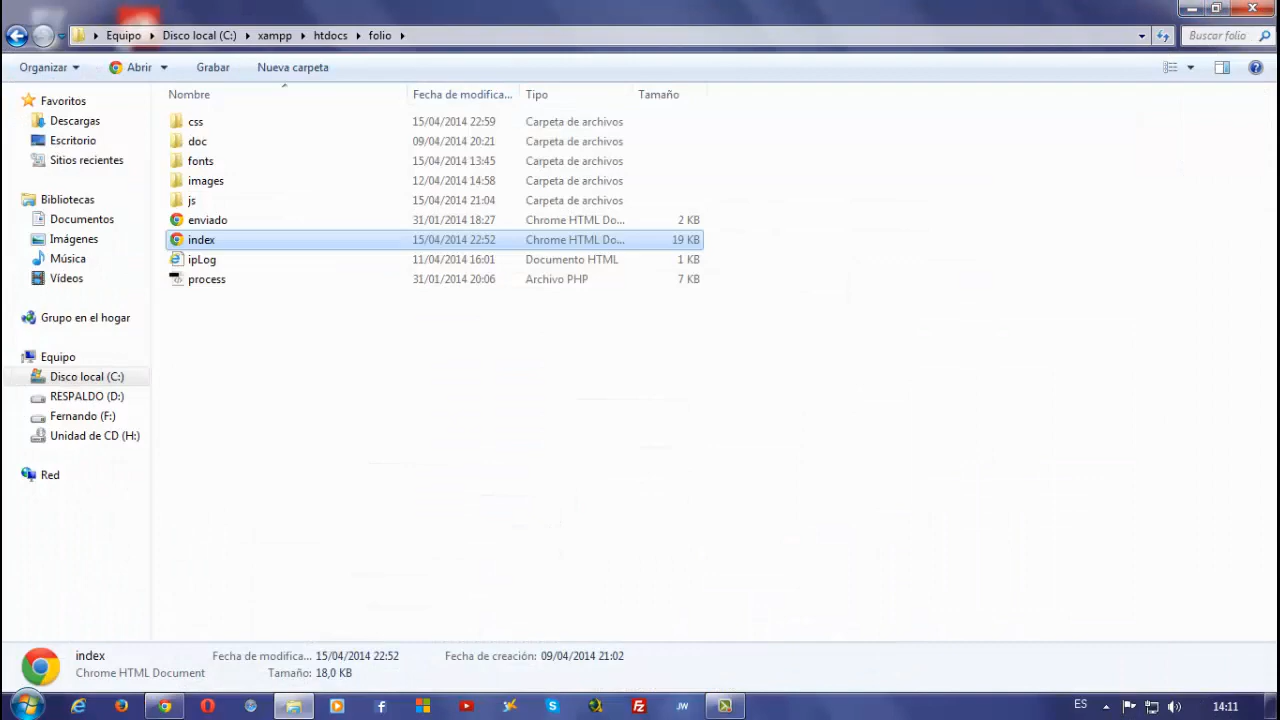 Equipo Disco local (C:) xampp htdocs folio Buscar folio
Organizar Abrir Grabar Nueva carpeta
Nombre Fecha de modifica... Tipo Tamaño
Favoritos
Descargas
Escritorio
Sitios recientes
Bibliotecas
Documentos
Imágenes
Música
Vídeos
Grupo en el hogar
Equipo
Disco local (C:)
RESPALDO (D:)
Fernando (F:)
Unidad de CD (H:)
Red
css 15/04/2014 22:59 Carpeta de archivos
doc 09/04/2014 20:21 Carpeta de archivos
fonts 15/04/2014 13:45 Carpeta de archivos
images 12/04/2014 14:58 Carpeta de archivos
js 15/04/2014 21:04 Carpeta de archivos
enviado 31/01/2014 18:27 Chrome HTML Do... 2 KB
index 15/04/2014 22:52 Chrome HTML Do... 19 KB
ipLog 11/04/2014 16:01 Documento HTML 1 KB
process 31/01/2014 20:06 Archivo PHP 7 KB
index Fecha de modifica... 15/04/2014 22:52 Fecha de creación: 09/04/2014 21:02
Chrome HTML Document Tamaño: 18,0 KB
JW ES 14:11